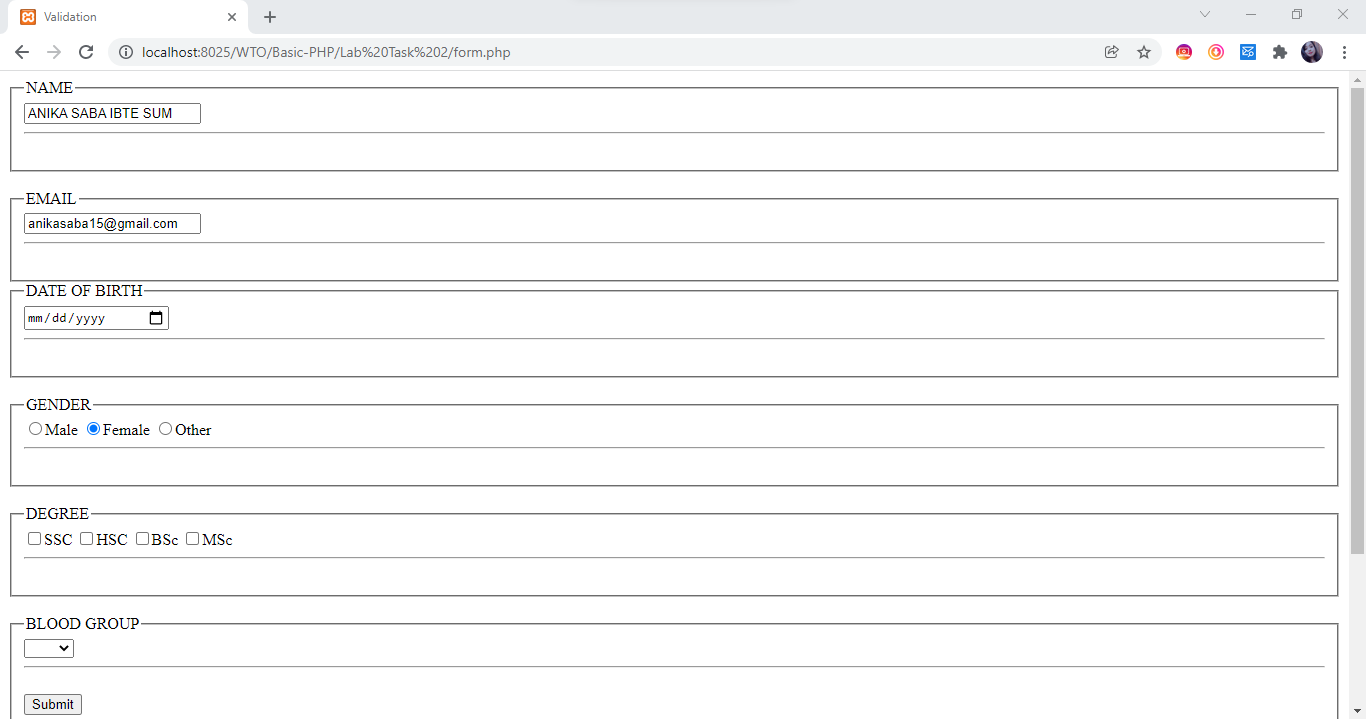 Validation
localhost:8025/WTO/Basic-PHP/Lab%20Task%202/form.php
NAME
ANIKA SABA IBTE SUM
EMAIL
anikasaba15@gmail.com
DATE OF BIRTH
mm/dd/yyyy
GENDER
Male Female Other
DEGREE
SSC HSC BSc MSc
BLOOD GROUP
Submit